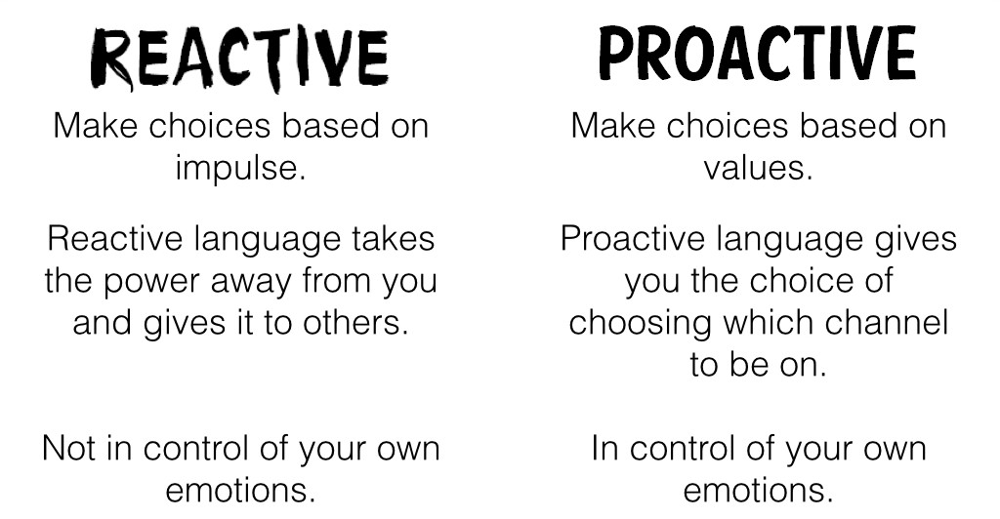 REACTIVE
Make choices based on
impulse.
Reactive language takes
the power away from you
and gives it to others.
Not in control of your own
emotions.
PROACTIVE
Make choices based on
values.
Proactive language gives
you the choice of
choosing which channel
to be on.
In control of your own
emotions.